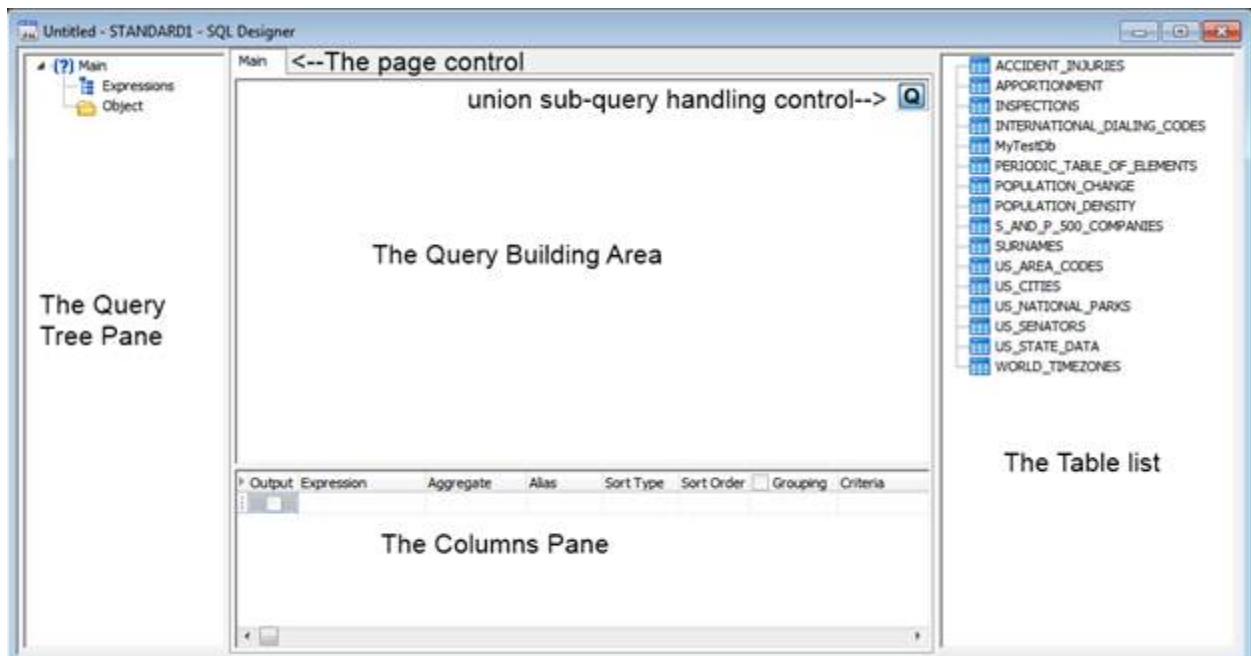 Untitled - STANDARD1 - SQL Designer
Main
Expressions
Object
The Query
Tree Pane
Main <--The page control
union sub-query handling control--> Q
The Query Building Area
Output Expression Aggregate Alias Sort Type Sort Order Grouping Criteria
The Columns Pane
ACCIDENT_INJURIES
APPORTIONMENT
INSPECTIONS
INTERNATIONAL_DIALING_CODES
MyTestDb
PERIODIC_TABLE_OF_ELEMENTS
POPULATION_CHANGE
POPULATION_DENSITY
S_AND_P_500_COMPANIES
SURNAMES
US_AREA_CODES
US_CITIES
US_NATIONAL_PARKS
US_SENATORS
US_STATE_DATA
WORLD_TIMEZONES
The Table list